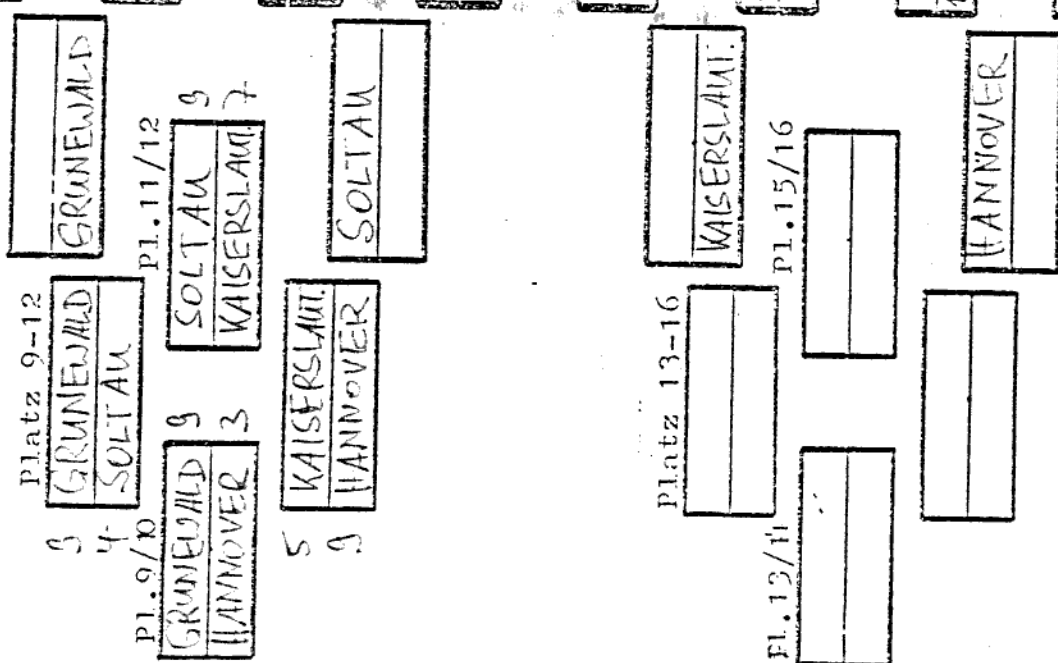 Platz 9-12
9 GRUNEWALD GRUNEWALD
4 SOLTAU
Pl.9/10 Pl.11/12
GRUNEWALD 9 SOLTAU 9
HANNOVER 3 KAISERSLAUT. 7
5 KAISERSLAUT. SOLTAU
9 HANNOVER
Platz 13-16
KAISERSLAUT.
Pl.13/14 Pl.15/16
HANNOVER